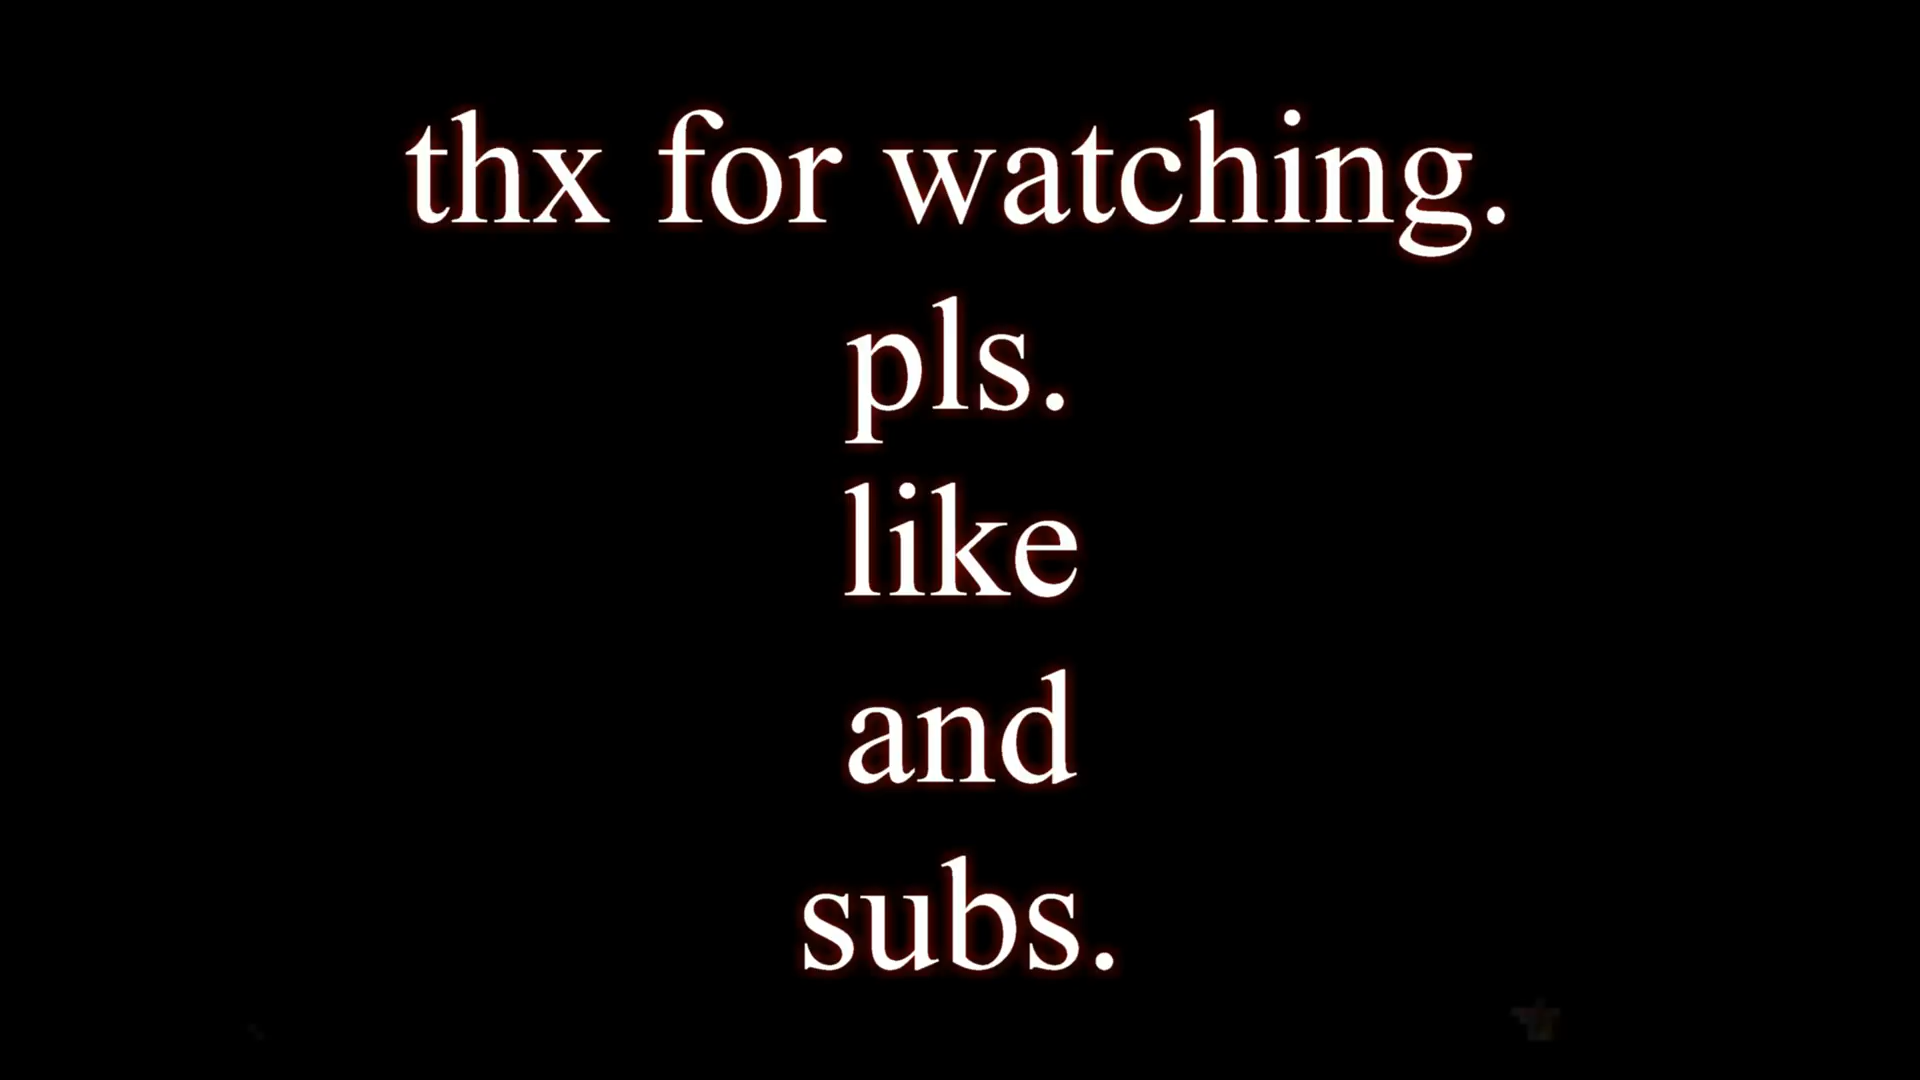 thx for watching.
pls.
like
and
subs.